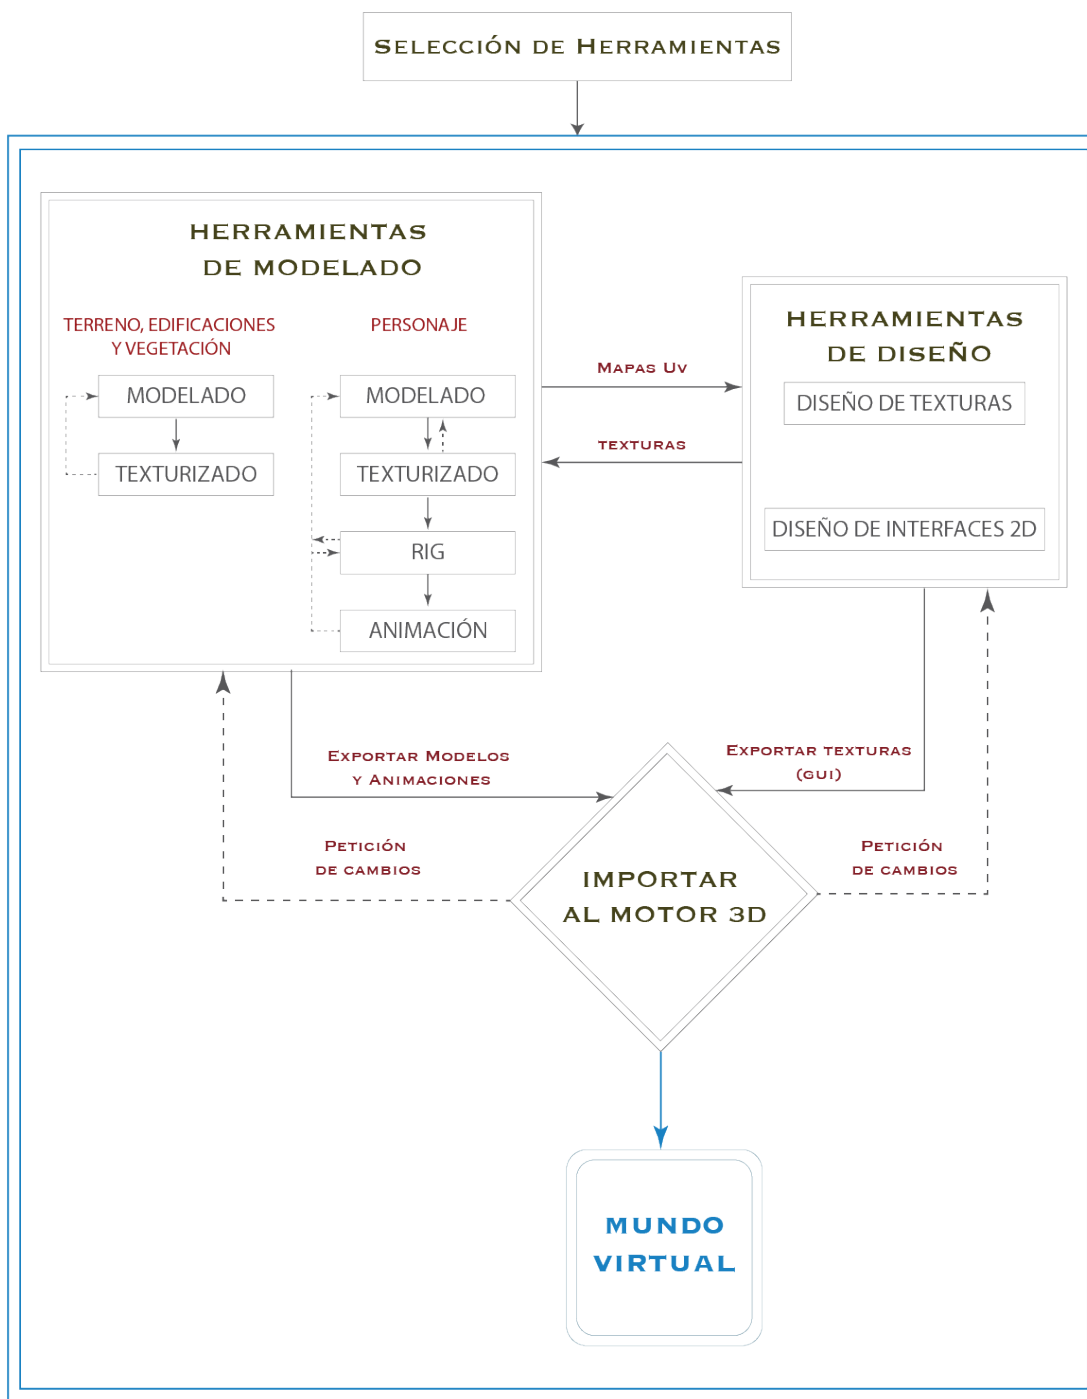 Selección de Herramientas
HERRAMIENTAS
DE MODELADO
TERRENO, EDIFICACIONES
Y VEGETACIÓN
MODELADO
TEXTURIZADO
PERSONAJE
MODELADO
TEXTURIZADO
RIG
ANIMACIÓN
Mapas Uv
TEXTURAS
HERRAMIENTAS
DE DISEÑO
DISEÑO DE TEXTURAS
DISEÑO DE INTERFACES 2D
Exportar Modelos
y Animaciones
Exportar texturas
(GUI)
Petición
de cambios
Petición
de cambios
IMPORTAR
AL MOTOR 3D
MUNDO
VIRTUAL